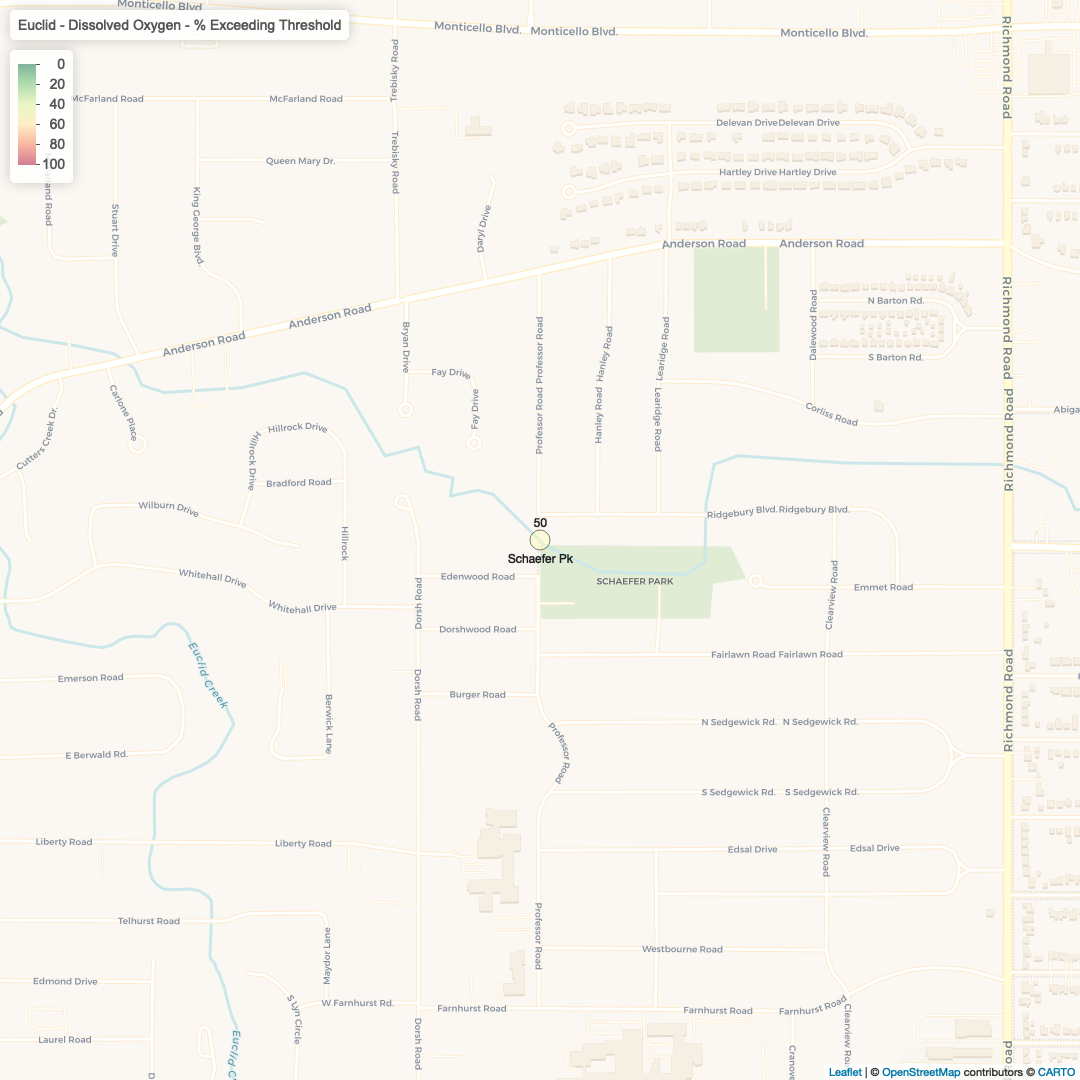 Monticello Blvd
Euclid - Dissolved Oxygen - % Exceeding Threshold
Monticello Blvd. Monticello Blvd.
Monticello Blvd.
Richmond Road
Trebisky Road
0
20
40
60
80
100
McFarland Road
McFarland Road
Delevan Drive Delevan Drive
Trebisky Road
Queen Mary Dr.
Hartley Drive Hartley Drive
King George Blvd.
Stuart Drive
Daryl Drive
Anderson Road
Anderson Road
Richmond Road
N Barton Rd.
Dalewood Road
Anderson Road
Anderson Road
Bryan Drive
Professor Road Professor Road
Hanley Road Hanley Road
Learidge Road Learidge Road
S Barton Rd.
Fay Drive
Fay Drive
Carlone Place
Cutters Creek Dr.
Corliss Road
Abiga
Richmond Road
Hillrock Drive
Hillrock Drive
Bradford Road
Wilburn Drive
Hillrock
Ridgebury Blvd. Ridgebury Blvd.
50
Schaefer Pk
SCHAEFER PARK
Edenwood Road
Whitehall Drive
Whitehall Drive
Dorsh Road
Clearview Road
Emmet Road
Dorshwood Road
Fairlawn Road Fairlawn Road
Euclid Creek
Emerson Road
Dorsh Road
Burger Road
Berwick Lane
Richmond Road
N Sedgewick Rd. N Sedgewick Rd.
Professor Road
E Berwald Rd.
S Sedgewick Rd. S Sedgewick Rd.
Liberty Road
Liberty Road
Clearview Road
Edsal Drive
Edsal Drive
Telhurst Road
Maydor Lane
Professor Road
Westbourne Road
Edmond Drive
S Lyn Circle
W Farnhurst Rd.
Farnhurst Road
Farnhurst Road
Farnhurst Road
Clearview Roa
Laurel Road
Euclid C
Dorsh Road
Cranove
D
oad
Leaflet | © OpenStreetMap contributors © CARTO